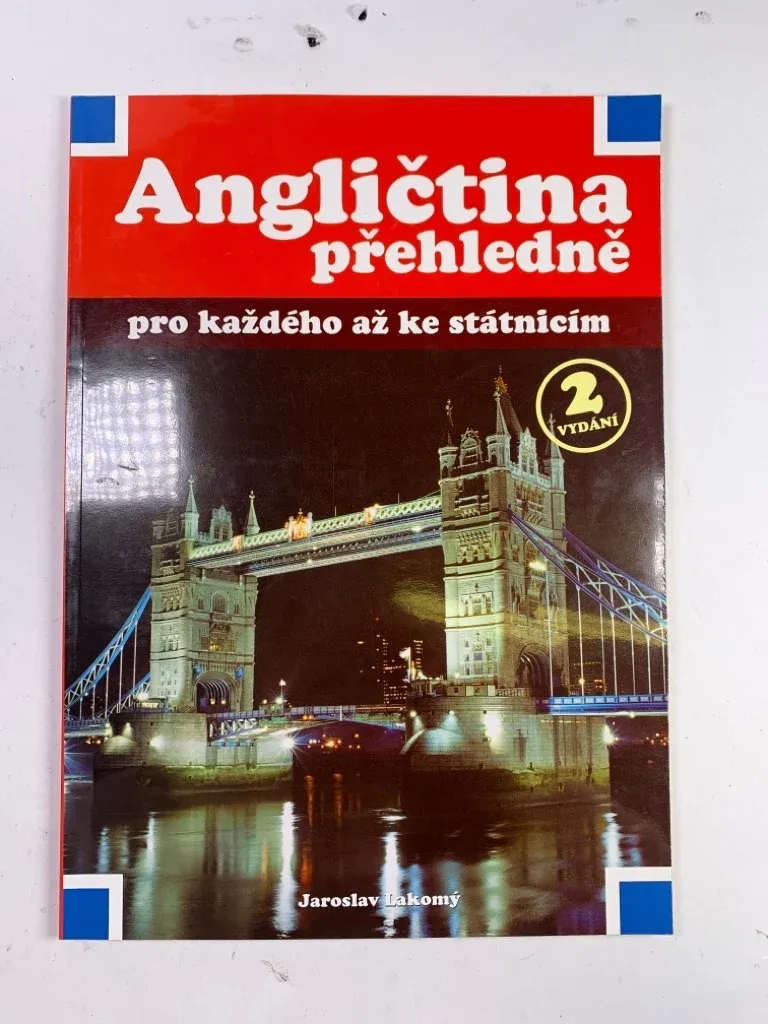 Angličtina
přehledně
pro každého až ke státnicím
2
VYDÁNÍ
Jaroslav Lakomý